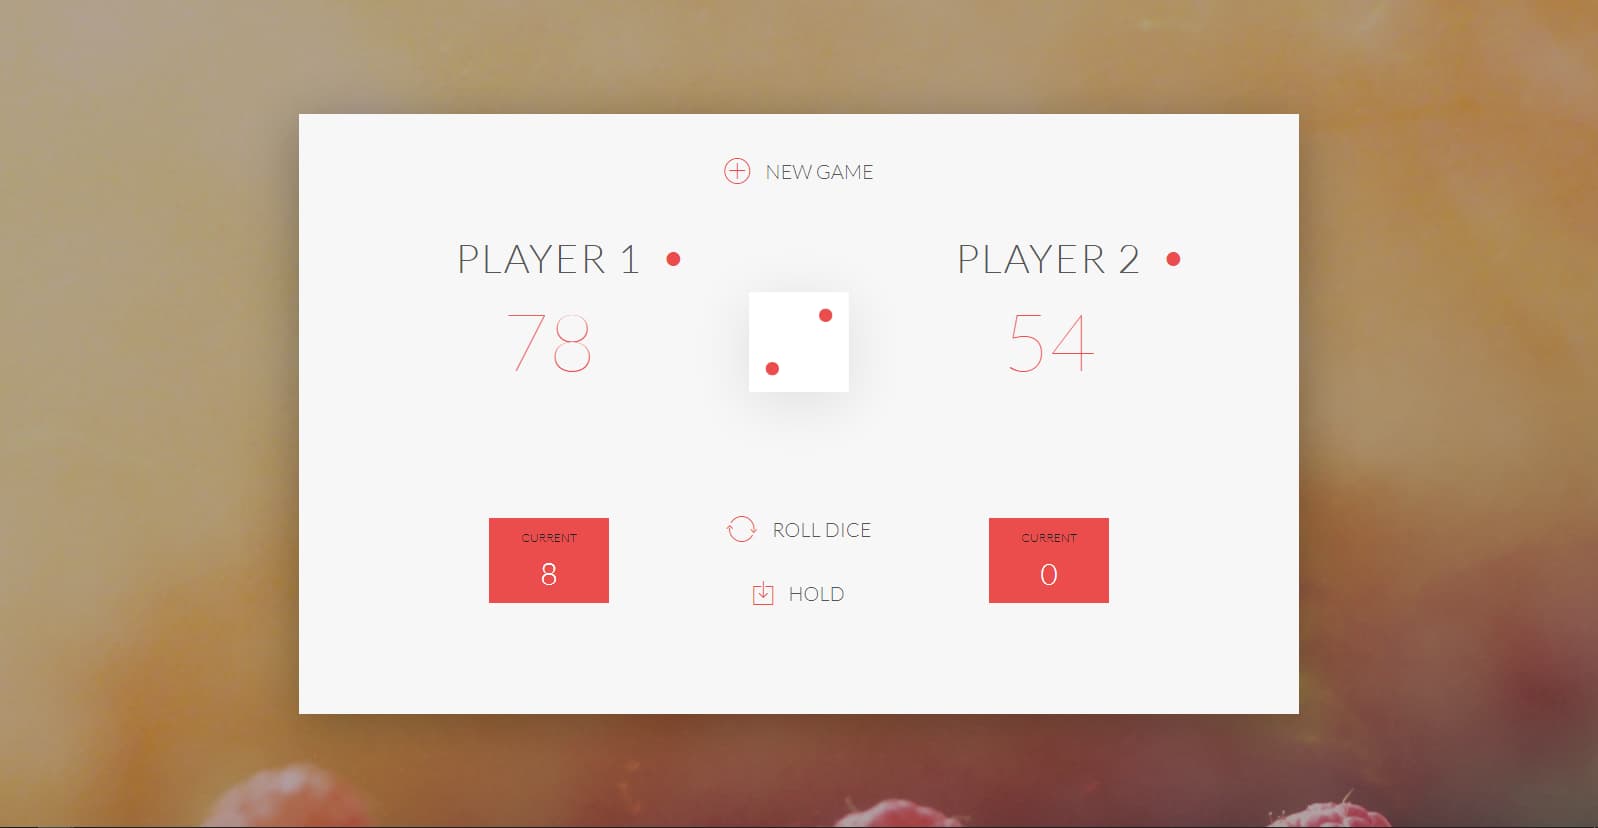 NEW GAME
PLAYER 1
PLAYER 2
78
54
CURRENT
8
ROLL DICE
HOLD
CURRENT
0